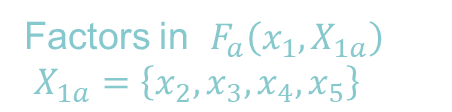 Factors in F_a(x_1, X_{1a})
X_{1a} = {x_2, x_3, x_4, x_5}